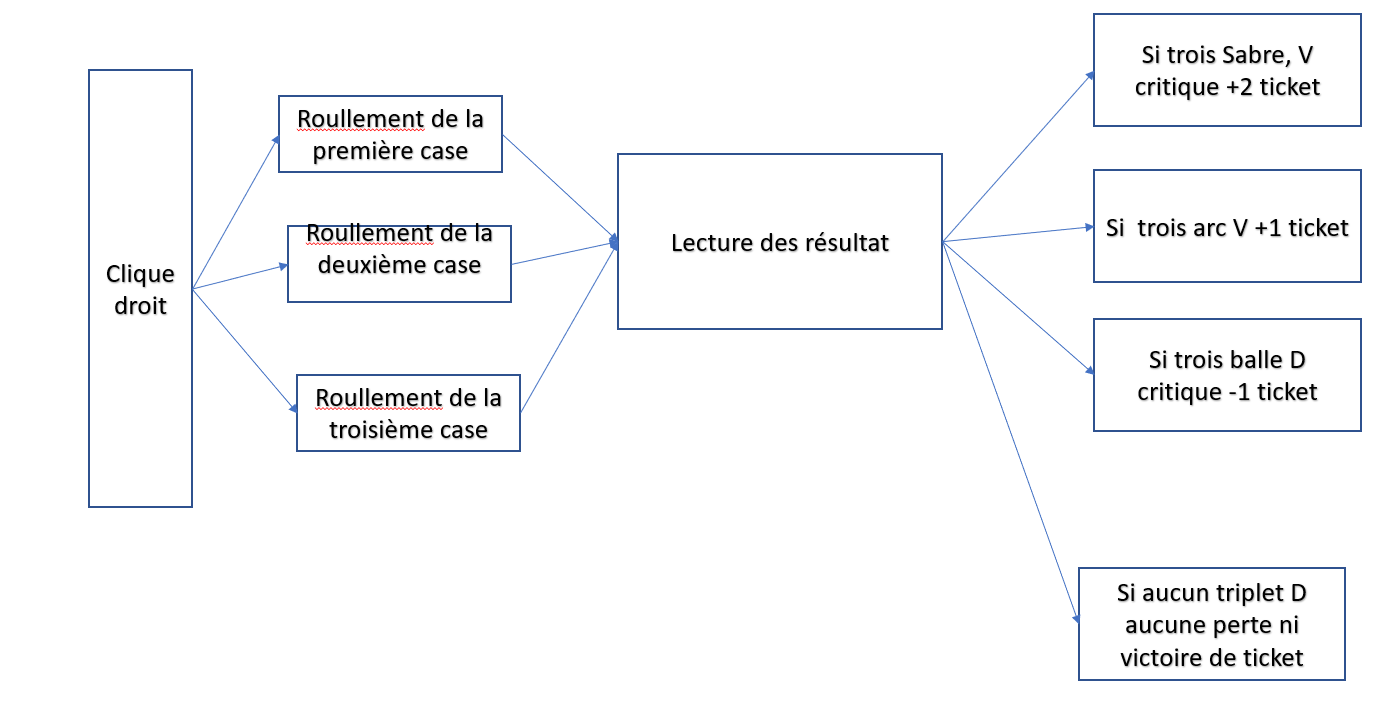 Clique
droit
Roullement de la
première case
Roullement de la
deuxième case
Roullement de la
troisième case
Lecture des résultat
Si trois Sabre, V
critique +2 ticket
Si  trois arc V +1 ticket
Si trois balle D
critique -1 ticket
Si aucun triplet D
aucune perte ni
victoire de ticket